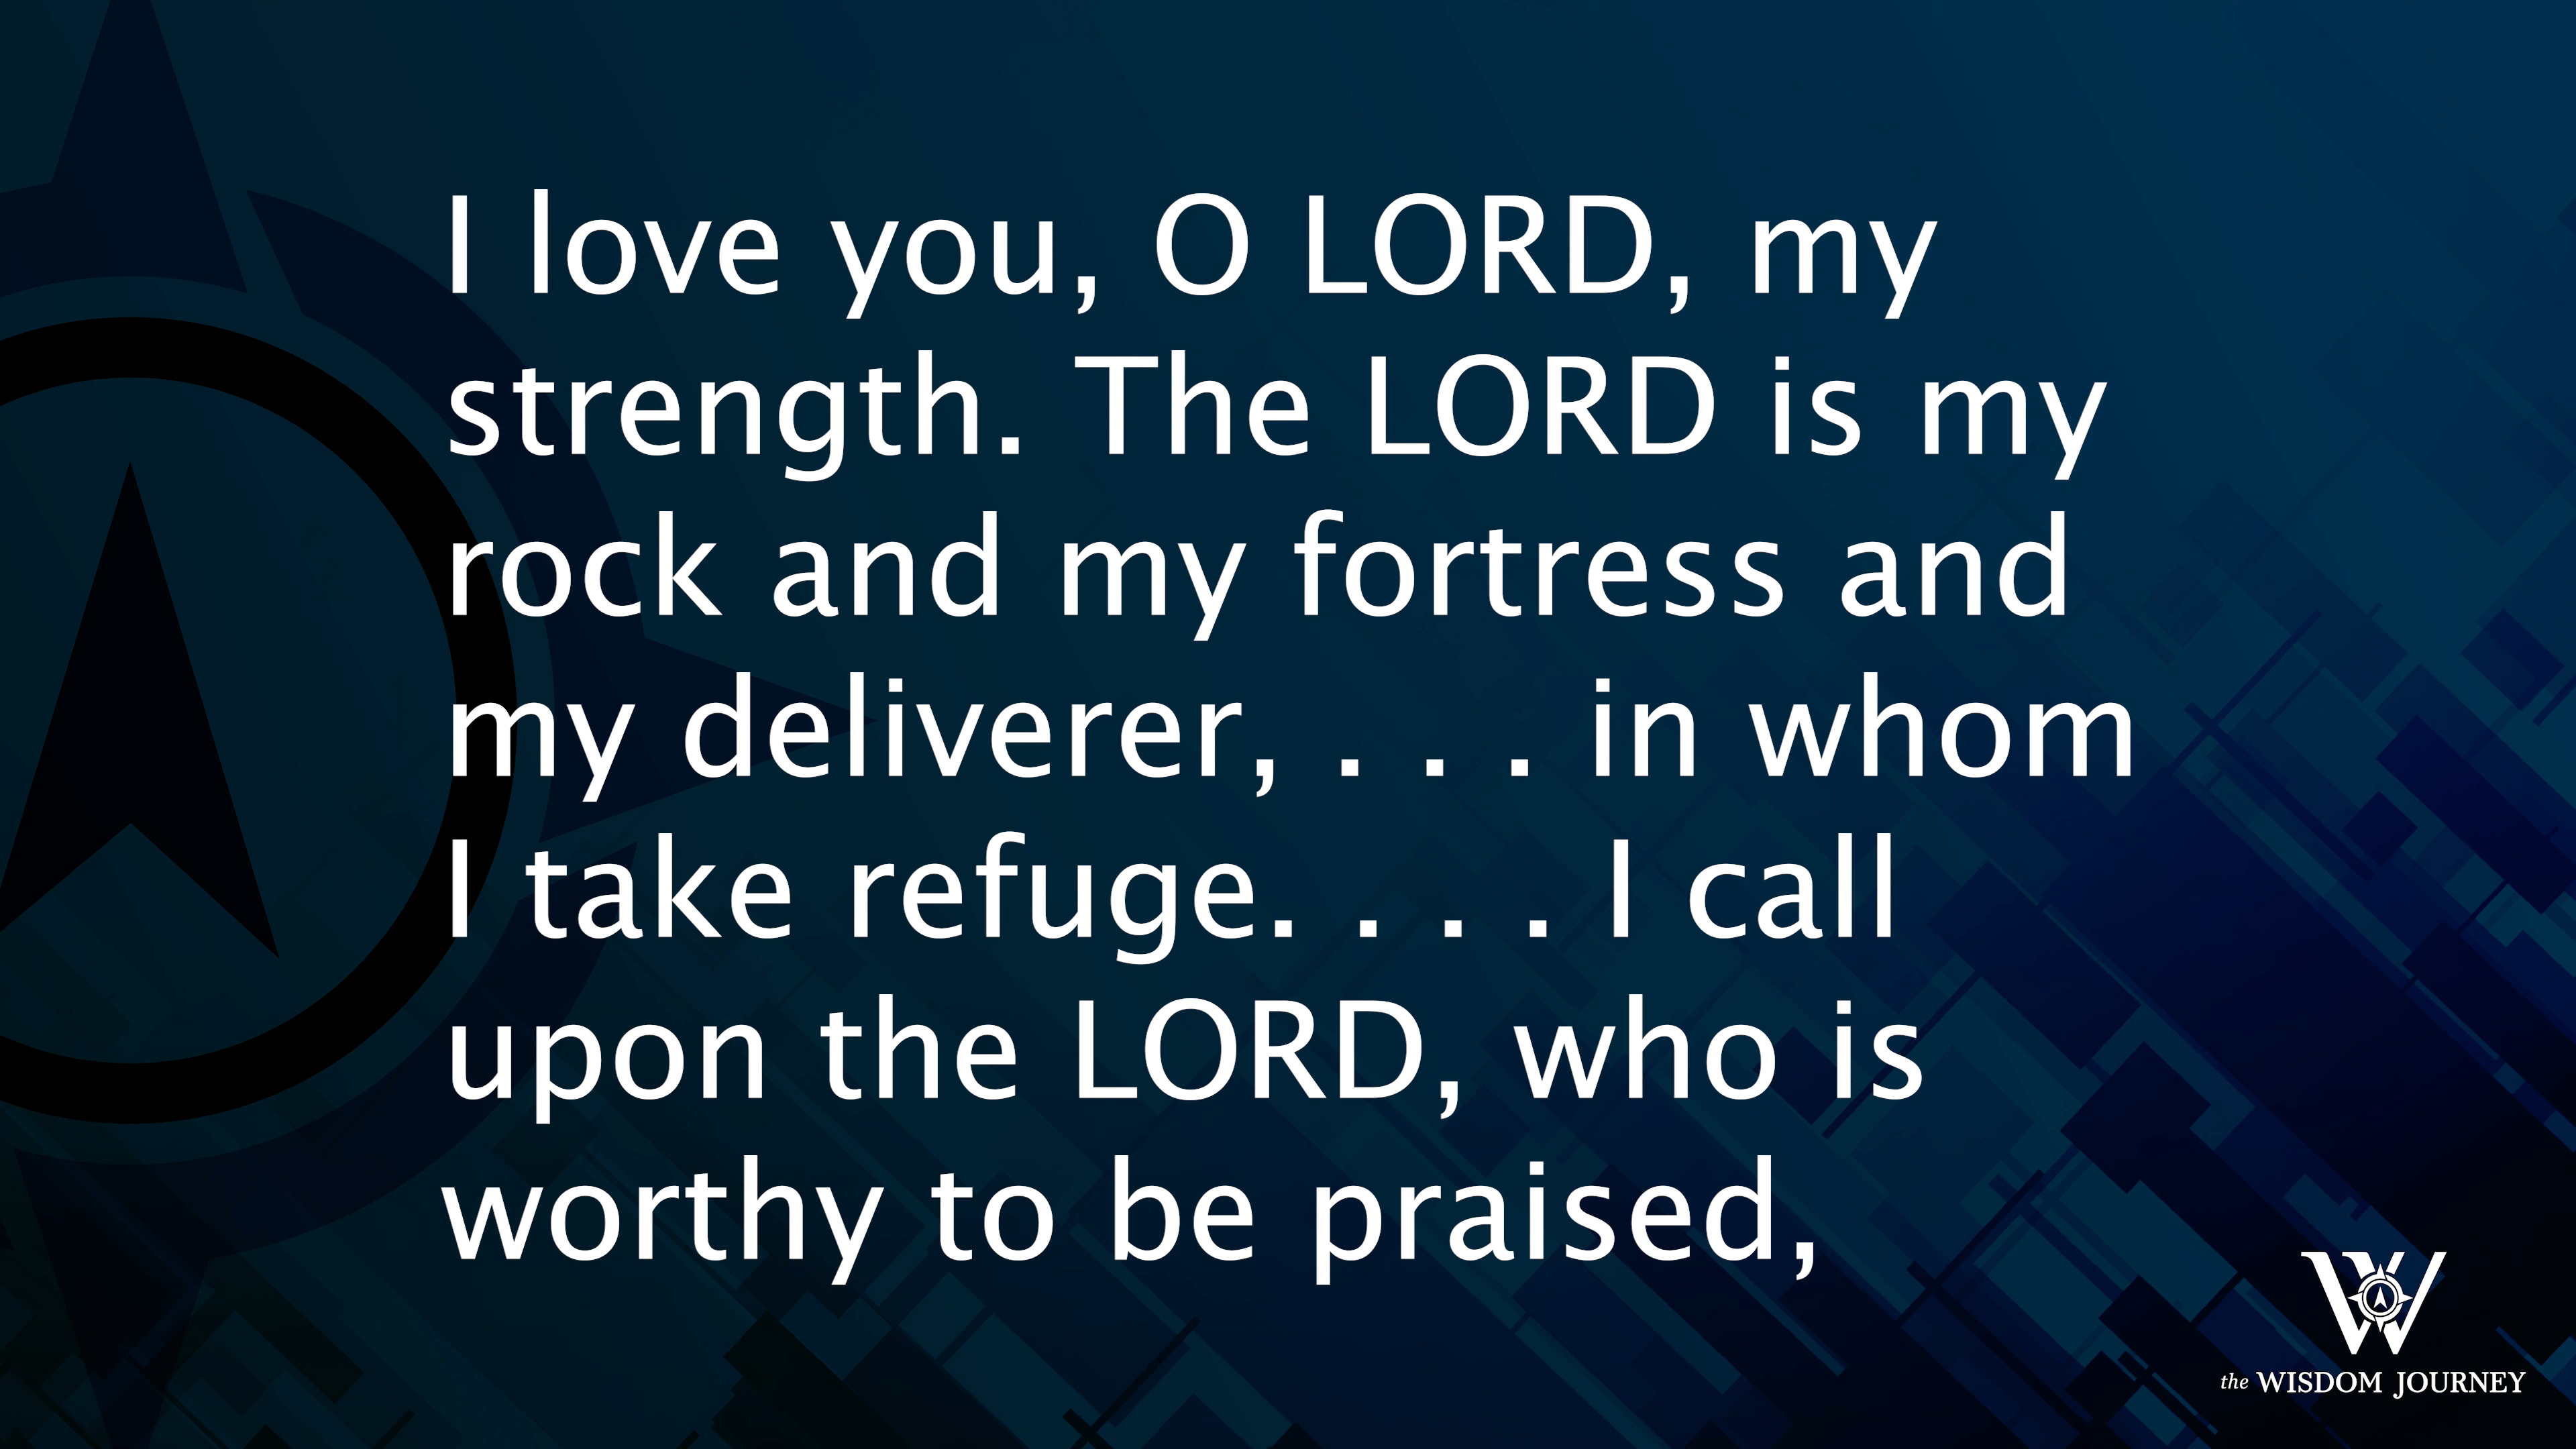 I love you, O LORD, my
strength. The LORD is my
rock and my fortress and
my deliverer, . . . in whom
I take refuge. . . . I call
upon the LORD, who is
worthy to be praised,
W
the WISDOM JOURNEY